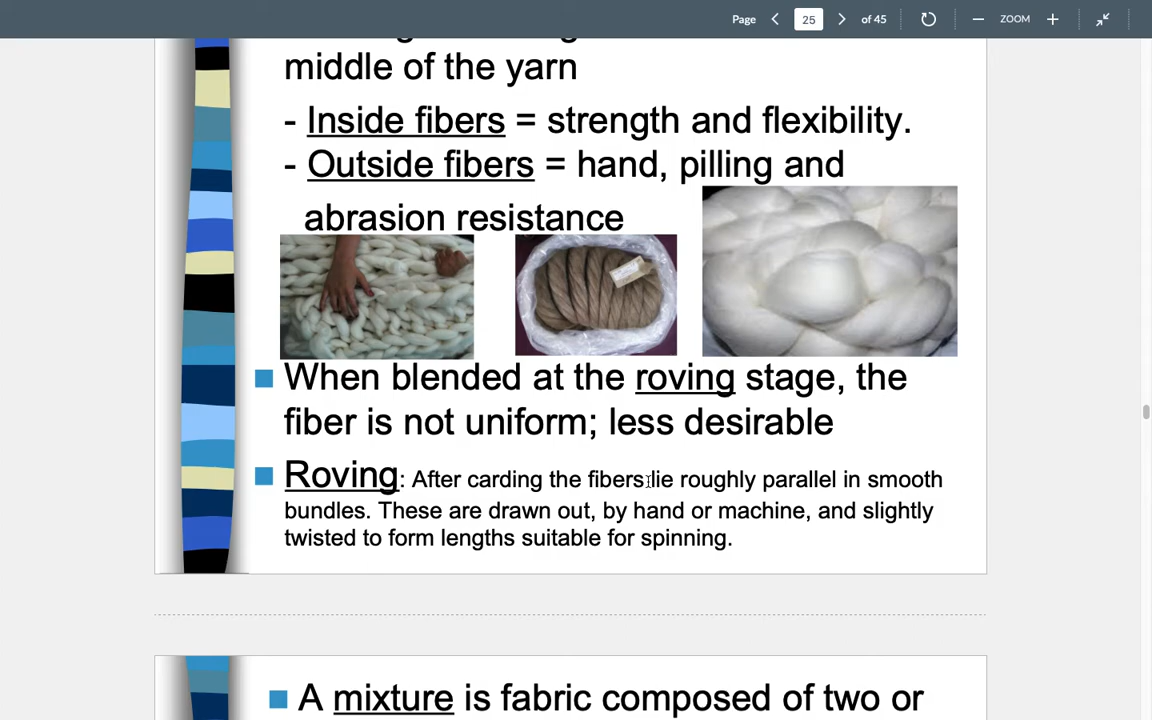 Page 25 of 45 ZOOM
middle of the yarn
- Inside fibers = strength and flexibility.
- Outside fibers = hand, pilling and
abrasion resistance
When blended at the roving stage, the
fiber is not uniform; less desirable
Roving: After carding the fibers lie roughly parallel in smooth
bundles. These are drawn out, by hand or machine, and slightly
twisted to form lengths suitable for spinning.
A mixture is fabric composed of two or